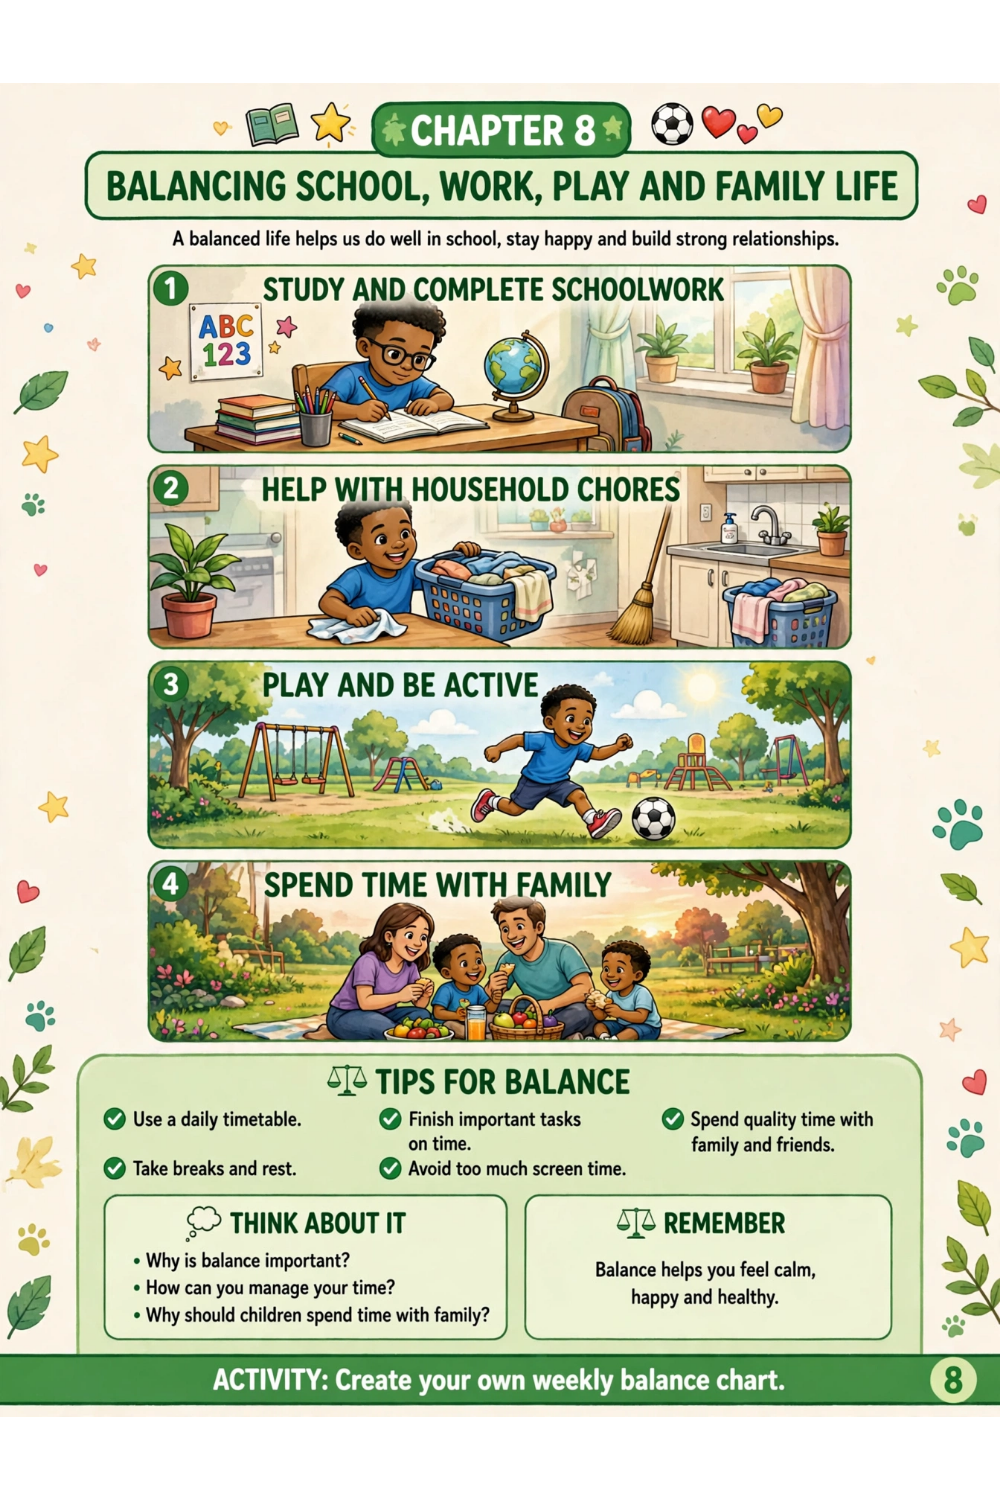 CHAPTER 8
BALANCING SCHOOL, WORK, PLAY AND FAMILY LIFE
A balanced life helps us do well in school, stay happy and build strong relationships.
1 STUDY AND COMPLETE SCHOOLWORK
ABC
123
2 HELP WITH HOUSEHOLD CHORES
3 PLAY AND BE ACTIVE
4 SPEND TIME WITH FAMILY
TIPS FOR BALANCE
Use a daily timetable.
Take breaks and rest.
Finish important tasks
on time.
Avoid too much screen time.
Spend quality time with
family and friends.
THINK ABOUT IT
• Why is balance important?
• How can you manage your time?
• Why should children spend time with family?
REMEMBER
Balance helps you feel calm,
happy and healthy.
ACTIVITY: Create your own weekly balance chart.
8